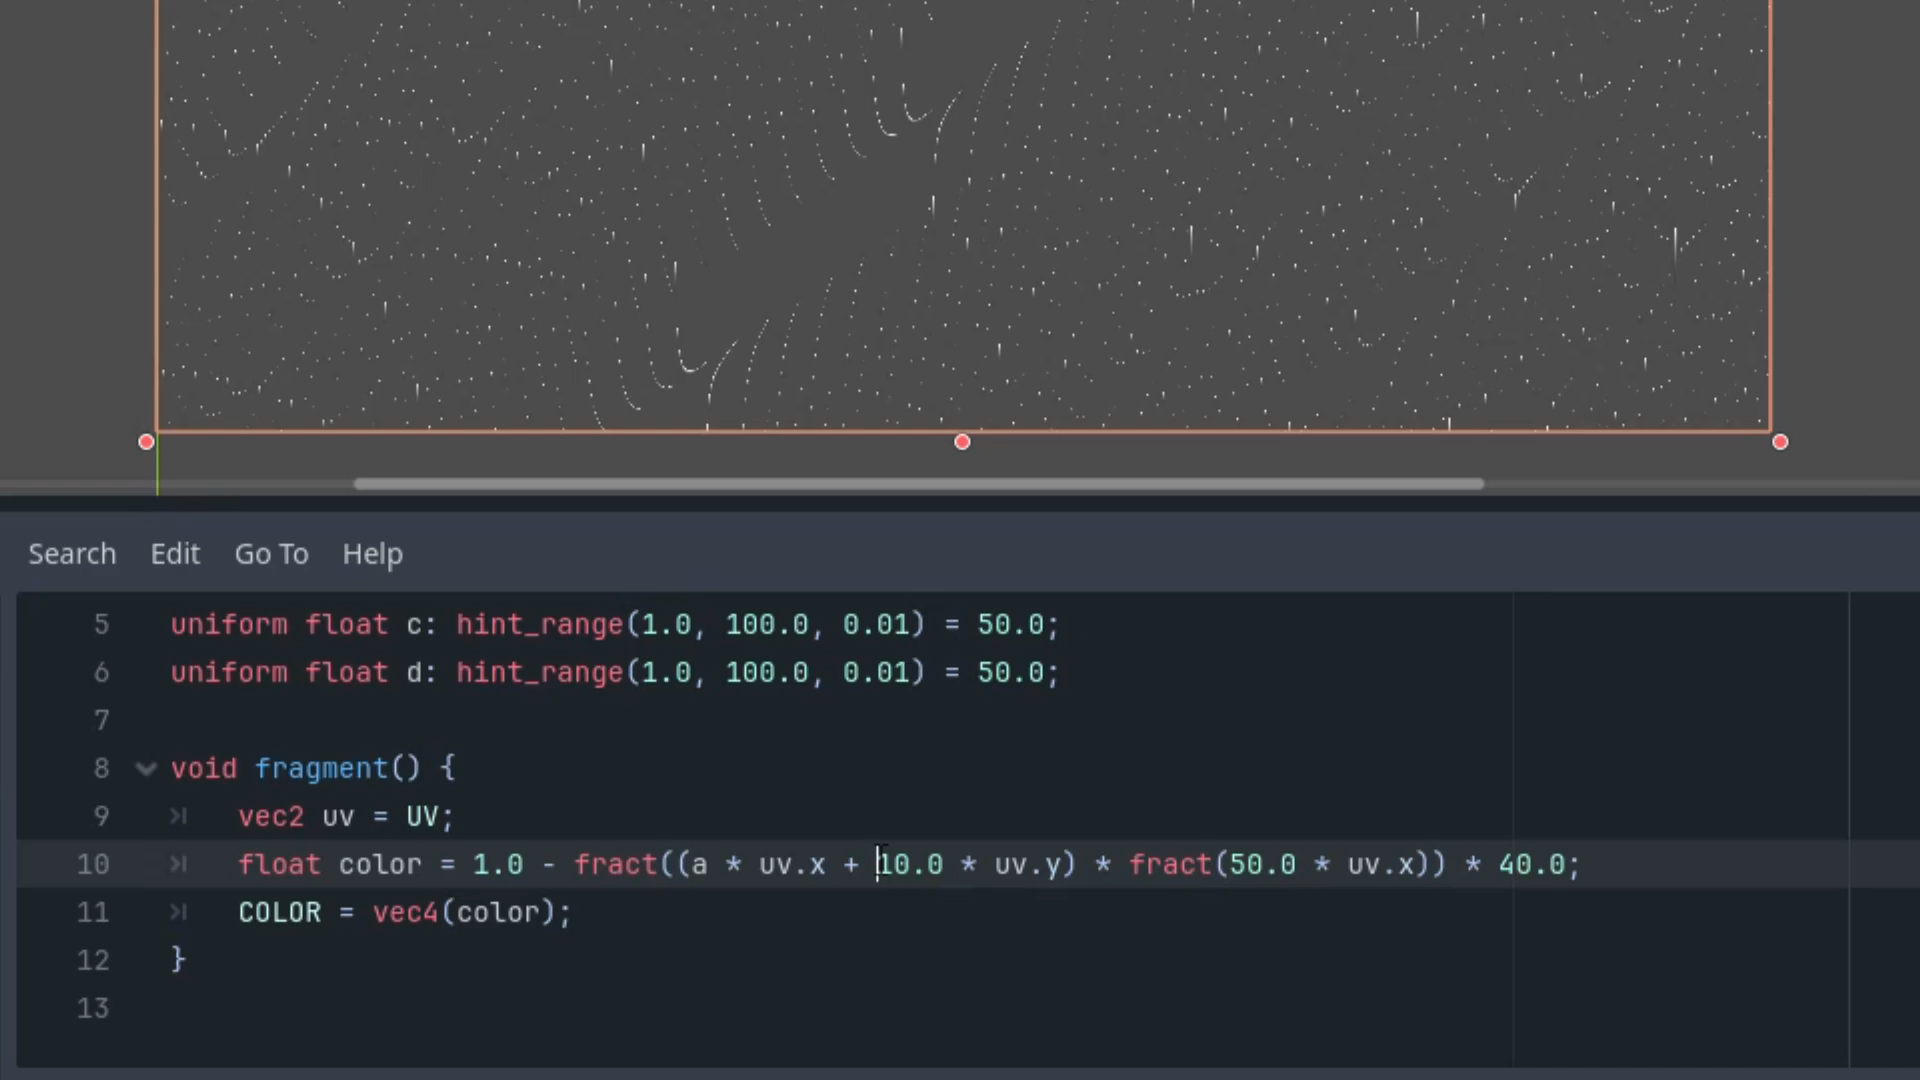 Search Edit Go To Help
5 uniform float c: hint_range(1.0, 100.0, 0.01) = 50.0;
6 uniform float d: hint_range(1.0, 100.0, 0.01) = 50.0;
7
8 void fragment() {
9 vec2 uv = UV;
10 float color = 1.0 - fract((a * uv.x + 10.0 * uv.y) * fract(50.0 * uv.x)) * 40.0;
11 COLOR = vec4(color);
12 }
13